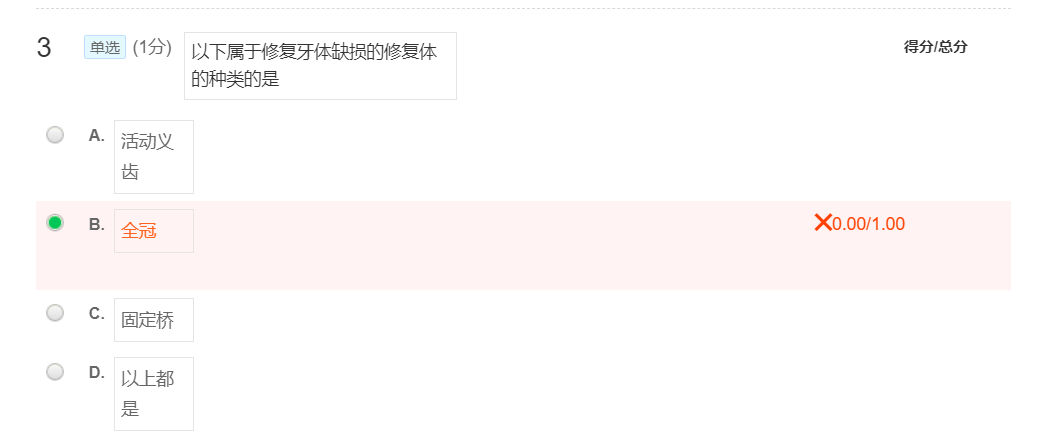 3 单选 (1分) 以下属于修复牙体缺损的修复体 得分/总分
的种类的是
A. 活动义
齿
B. 全冠 0.00/1.00
C. 固定桥
D. 以上都
是